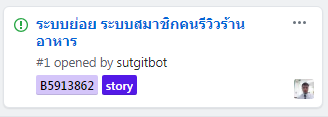 ระบบย่อย ระบบสมาชิกคนรีวิวร้าน
อาหาร
#1 opened by sutgitbot
B5913862 story